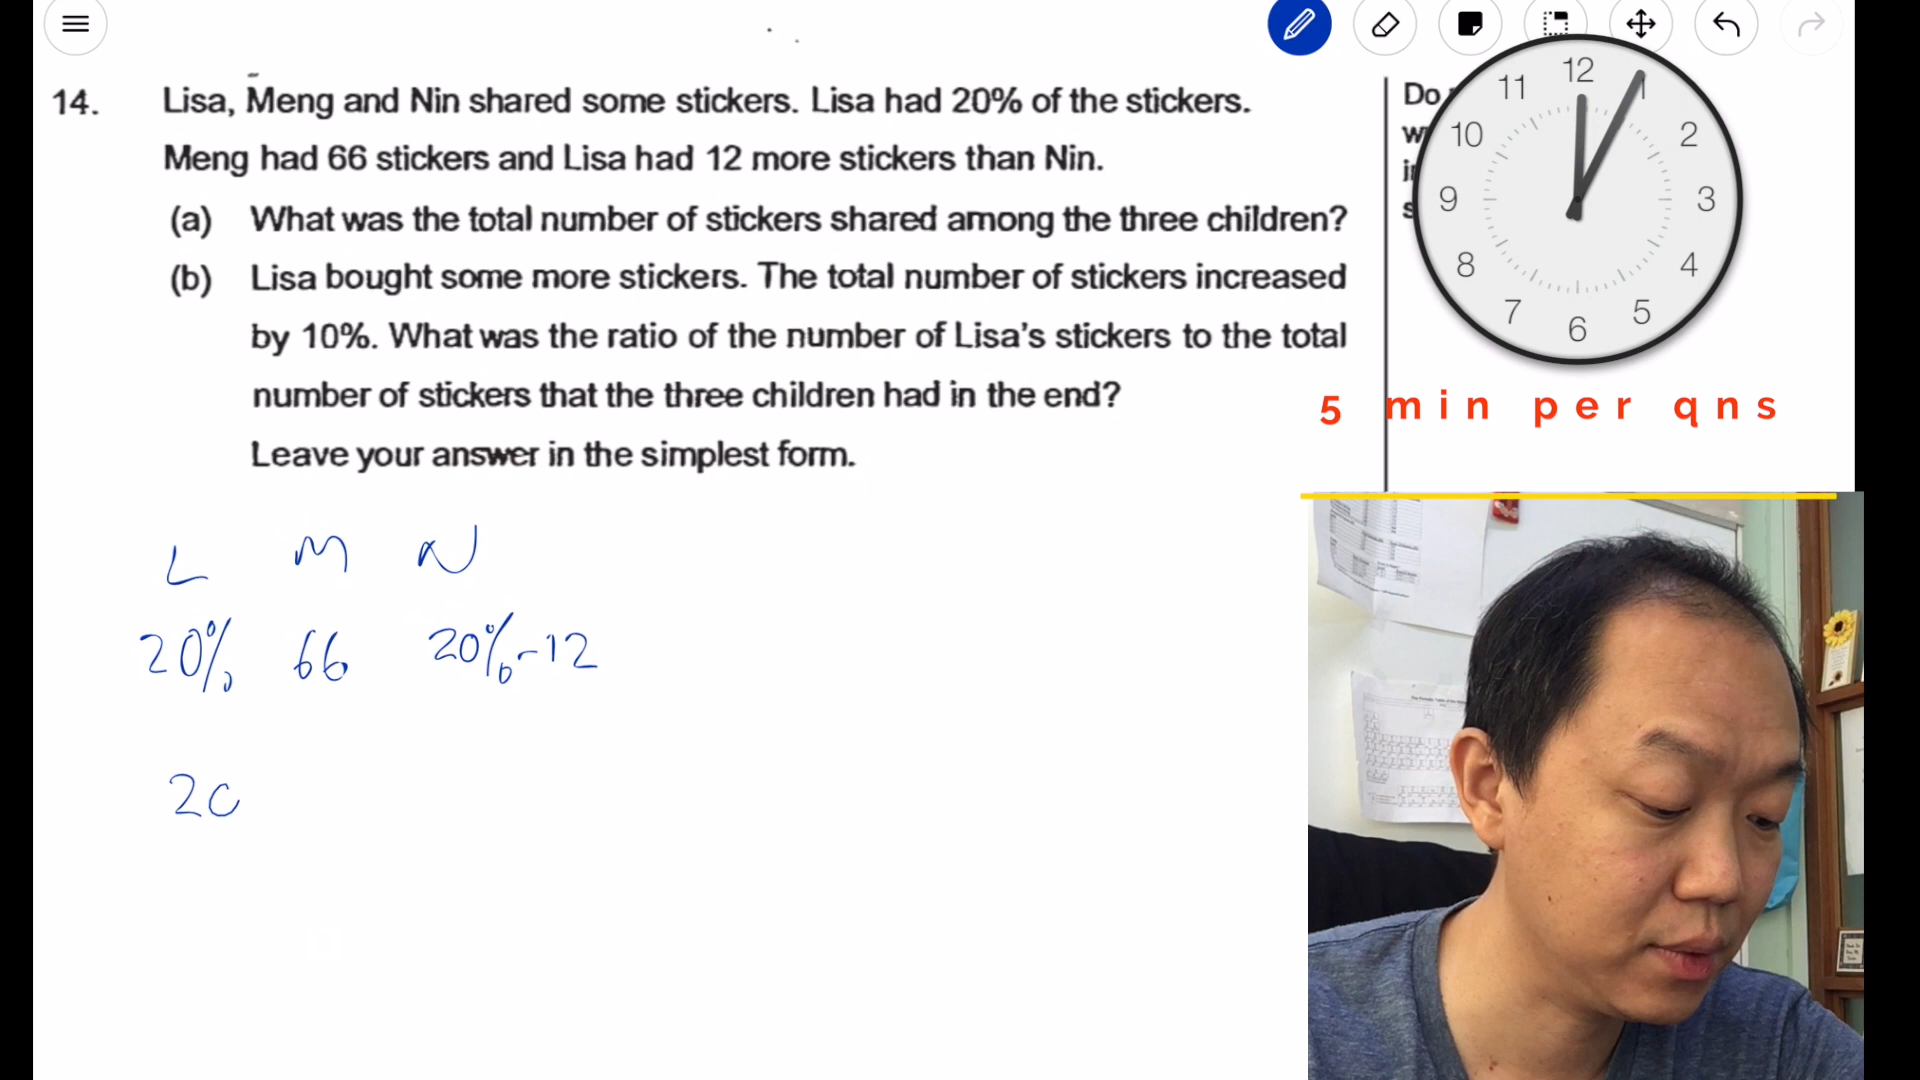 14. Lisa, Meng and Nin shared some stickers. Lisa had 20% of the stickers.
Meng had 66 stickers and Lisa had 12 more stickers than Nin.
(a) What was the total number of stickers shared among the three children?
(b) Lisa bought some more stickers. The total number of stickers increased
by 10%. What was the ratio of the number of Lisa's stickers to the total
number of stickers that the three children had in the end?
Leave your answer in the simplest form.
Do
12
1
2
3
4
5
6
7
8
9
10
11
5 min per qns
L M N
20% 66 20%-12
20